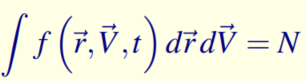 ∫ f(r⃗, V⃗, t) dr⃗ dV⃗ = N